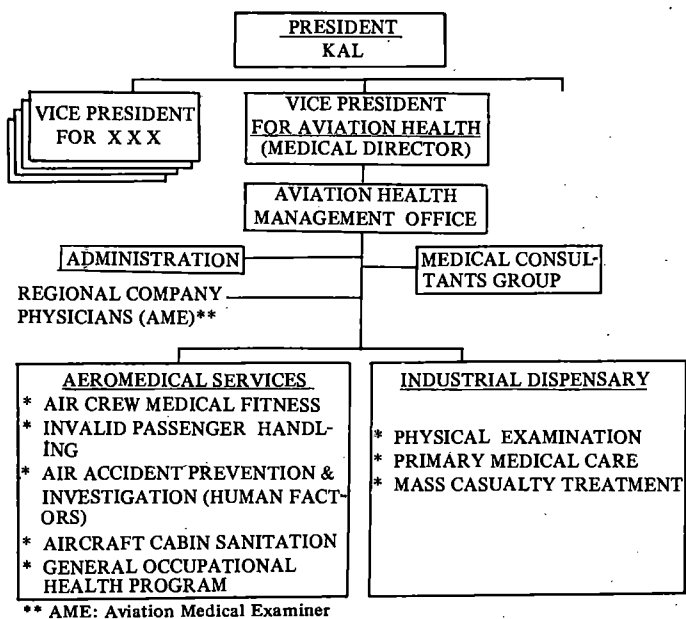 PRESIDENT
KAL
VICE PRESIDENT
FOR X X X
VICE PRESIDENT
FOR AVIATION HEALTH
(MEDICAL DIRECTOR)
AVIATION HEALTH
MANAGEMENT OFFICE
ADMINISTRATION
MEDICAL CONSUL-
TANTS GROUP
REGIONAL COMPANY
PHYSICIANS (AME)**
AEROMEDICAL SERVICES
* AIR CREW MEDICAL FITNESS
* INVALID PASSENGER HANDL-
ING
* AIR ACCIDENT PREVENTION &
INVESTIGATION (HUMAN FACT-
ORS)
* AIRCRAFT CABIN SANITATION
* GENERAL OCCUPATIONAL
HEALTH PROGRAM
INDUSTRIAL DISPENSARY
* PHYSICAL EXAMINATION
* PRIMARY MEDICAL CARE
* MASS CASUALTY TREATMENT
** AME: Aviation Medical Examiner